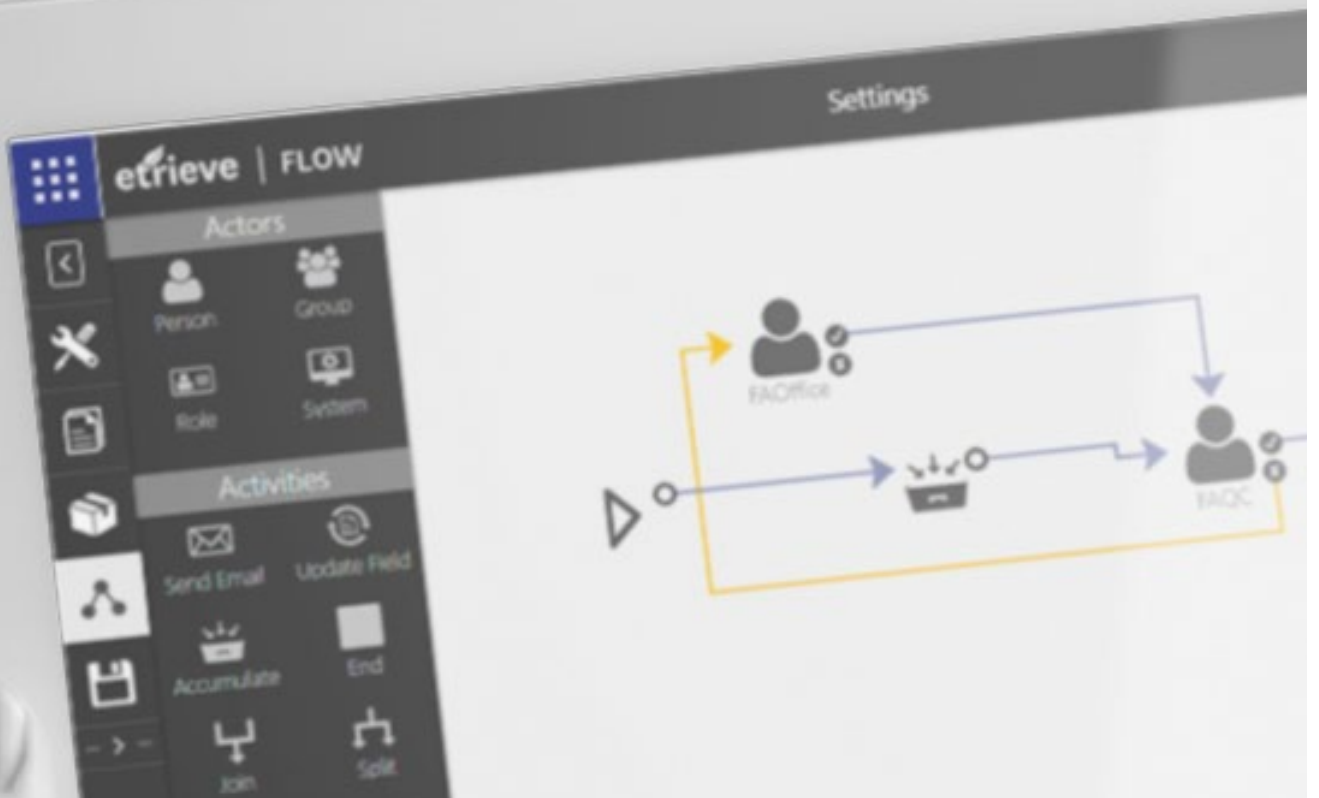 Settings
etrieve | FLOW
Actors
Person Group
Role System
Activities
Send Email Update Field
Accumulate End
Join Split
FAOffice
FAQC